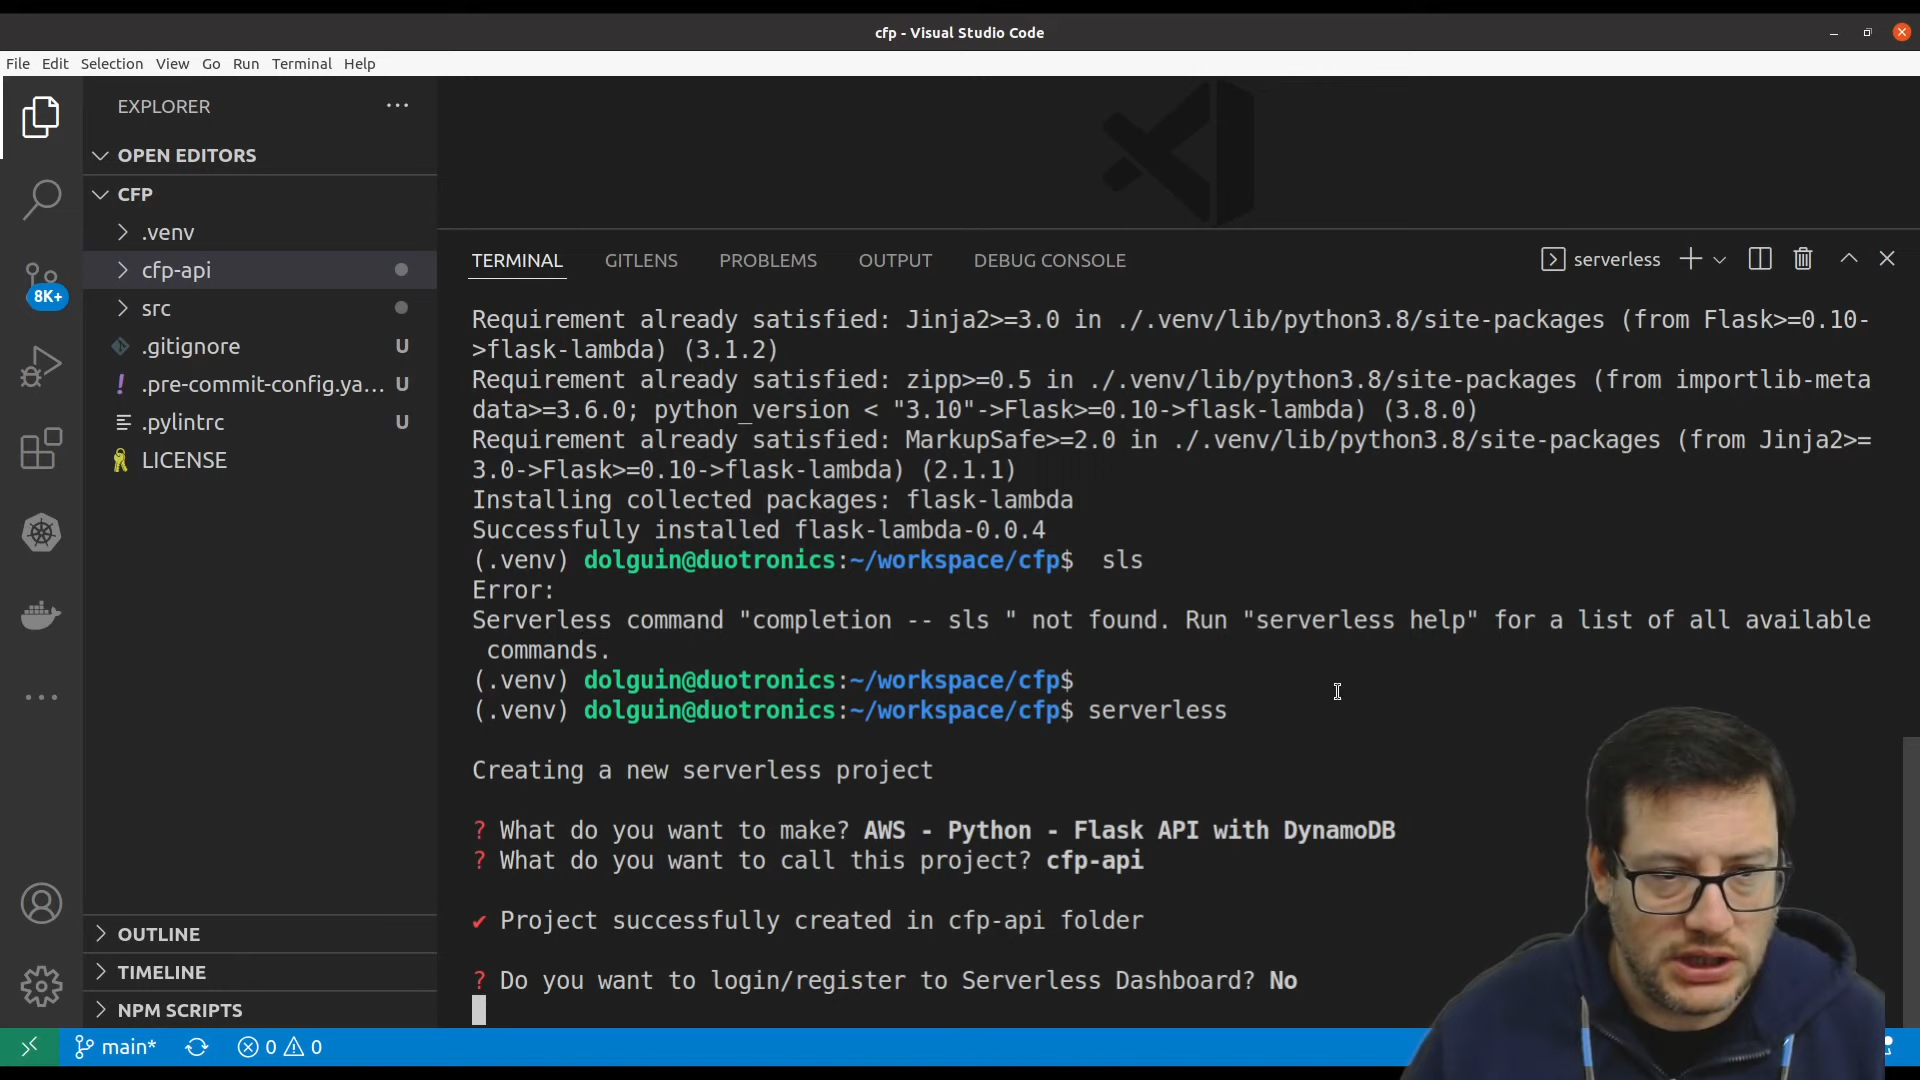 cfp - Visual Studio Code
File Edit Selection View Go Run Terminal Help
EXPLORER
OPEN EDITORS
CFP
.venv
cfp-api
src
.gitignore U
.pre-commit-config.ya... U
.pylintrc U
LICENSE
8K+
OUTLINE
TIMELINE
NPM SCRIPTS
TERMINAL GITLENS PROBLEMS OUTPUT DEBUG CONSOLE serverless
Requirement already satisfied: Jinja2>=3.0 in ./.venv/lib/python3.8/site-packages (from Flask>=0.10-
>flask-lambda) (3.1.2)
Requirement already satisfied: zipp>=0.5 in ./.venv/lib/python3.8/site-packages (from importlib-meta
data>=3.6.0; python_version < "3.10"->Flask>=0.10->flask-lambda) (3.8.0)
Requirement already satisfied: MarkupSafe>=2.0 in ./.venv/lib/python3.8/site-packages (from Jinja2>=
3.0->Flask>=0.10->flask-lambda) (2.1.1)
Installing collected packages: flask-lambda
Successfully installed flask-lambda-0.0.4
(.venv) dolguin@duotronics:~/workspace/cfp$  sls
Error:
Serverless command "completion -- sls " not found. Run "serverless help" for a list of all available
 commands.
(.venv) dolguin@duotronics:~/workspace/cfp$
(.venv) dolguin@duotronics:~/workspace/cfp$ serverless
Creating a new serverless project
? What do you want to make? AWS - Python - Flask API with DynamoDB
? What do you want to call this project? cfp-api
✔ Project successfully created in cfp-api folder
? Do you want to login/register to Serverless Dashboard? No
main* 0 0